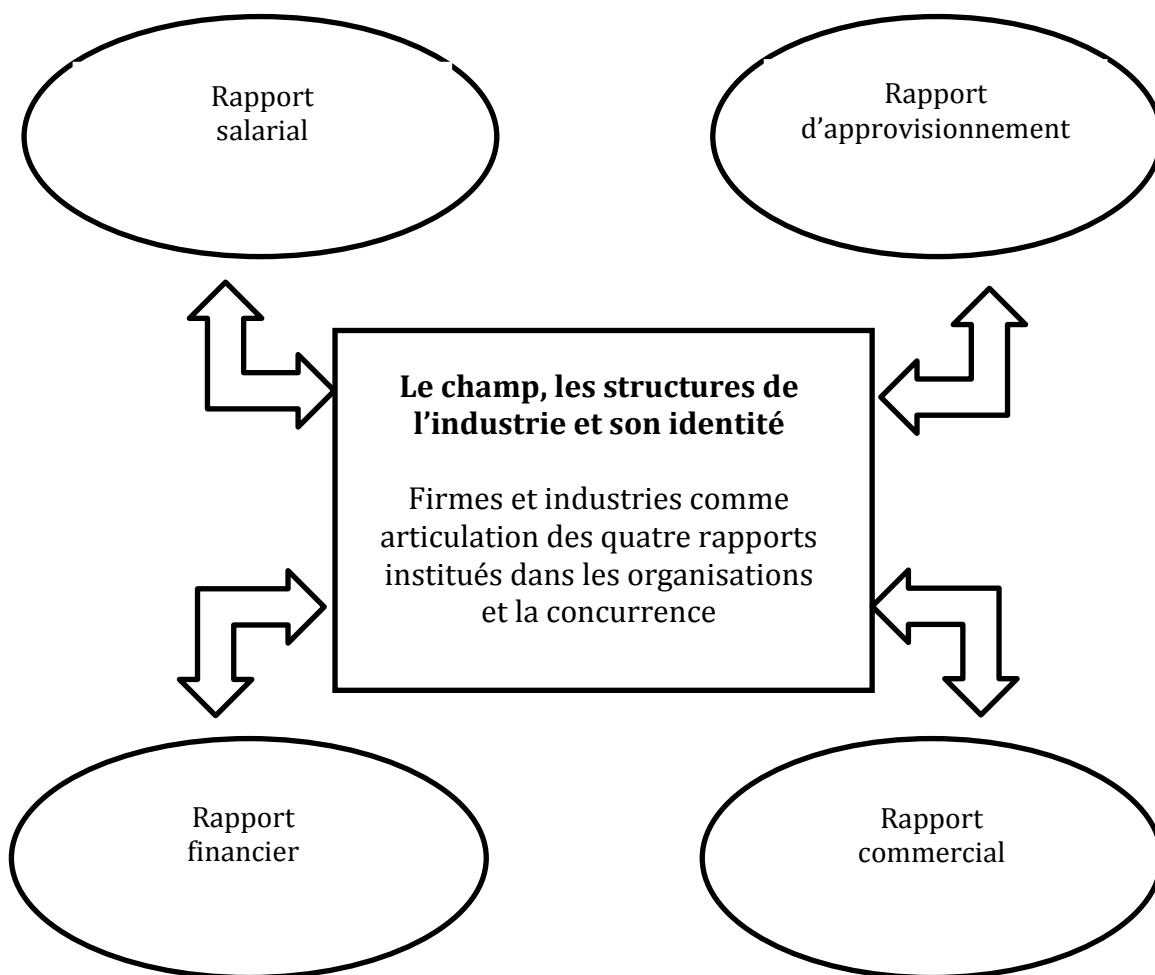 Rapport
salarial
Rapport
d’approvisionnement
Le champ, les structures de
l’industrie et son identité
Firmes et industries comme
articulation des quatre rapports
institués dans les organisations
et la concurrence
Rapport
financier
Rapport
commercial